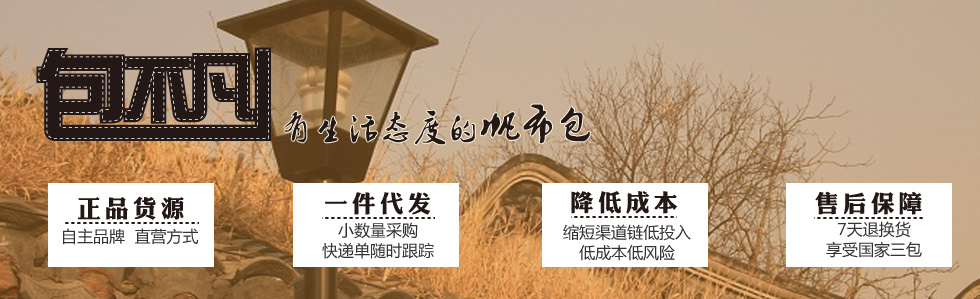 包不凡
有生活态度的帆布包
正品货源
自主品牌 直营方式
一件代发
小数量采购
快递单随时跟踪
降低成本
缩短渠道链低投入
低成本低风险
售后保障
7天退换货
享受国家三包